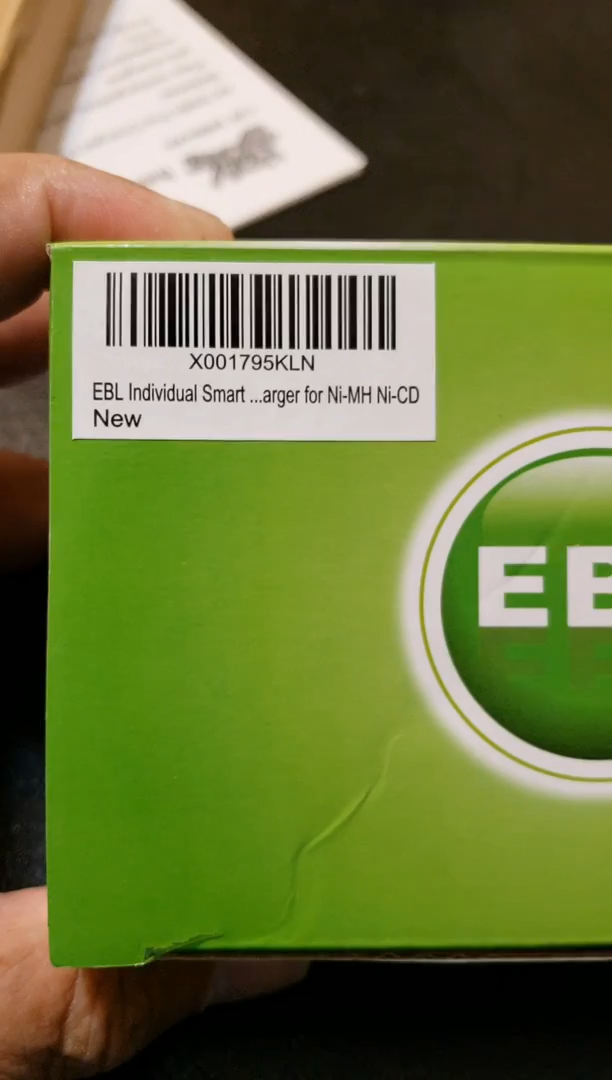 X001795KLN
EBL Individual Smart ...arger for Ni-MH Ni-CD
New
EB